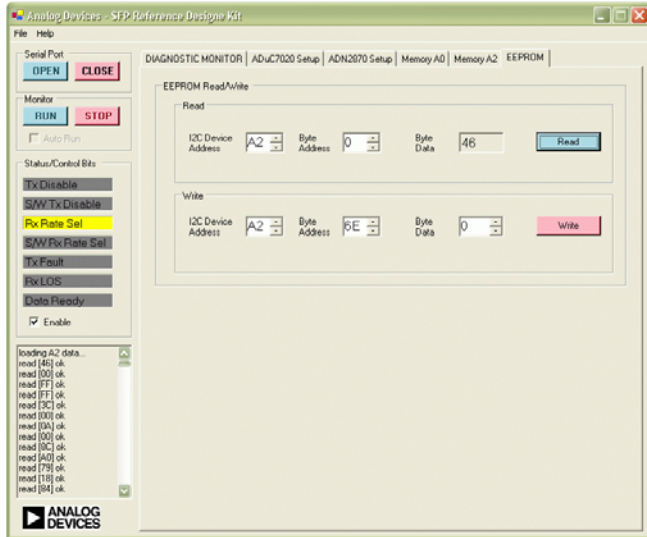 Analog Devices - SFP Reference Designe Kit
File Help
Serial Port
OPEN CLOSE
Monitor
RUN STOP
Auto Run
Status/Control Bits
Tx Disable
S/W Tx Disable
Rx Rate Sel
S/W Rx Rate Sel
Tx Fault
Rx LOS
Data Ready
Enable
loading A2 data...
read [46] ok
read [00] ok
read [FF] ok
read [FF] ok
read [3C] ok
read [00] ok
read [0A] ok
read [00] ok
read [8C] ok
read [A0] ok
read [79] ok
read [18] ok
read [84] ok
ANALOG
DEVICES
DIAGNOSTIC MONITOR ADuC7020 Setup ADN2870 Setup Memory A0 Memory A2 EEPROM
EEPROM Read/Write
Read
I2C Device Address A2 Byte Address 0 Byte Data 46 Read
Write
I2C Device Address A2 Byte Address 6E Byte Data 0 Write